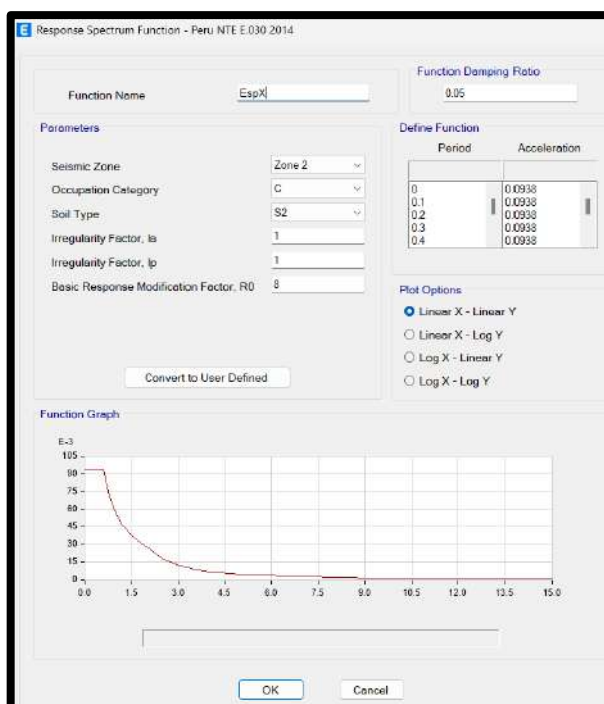 E Response Spectrum Function - Peru NTE E.030 2014
Function Name EspX
Function Damping Ratio
0.05
Parameters
Seismic Zone Zone 2
Occupation Category C
Soil Type S2
Irregularity Factor, Ia 1
Irregularity Factor, Ip 1
Basic Response Modification Factor, R0 8
Convert to User Defined
Define Function
Period Acceleration
0 0.0938
0.1 0.0938
0.2 0.0938
0.3 0.0938
0.4 0.0938
Plot Options
Linear X - Linear Y
Linear X - Log Y
Log X - Linear Y
Log X - Log Y
Function Graph
E-3
105
90
75
60
45
30
15
0
0.0 1.5 3.0 4.5 6.0 7.5 9.0 10.5 12.0 13.5 15.0
OK Cancel